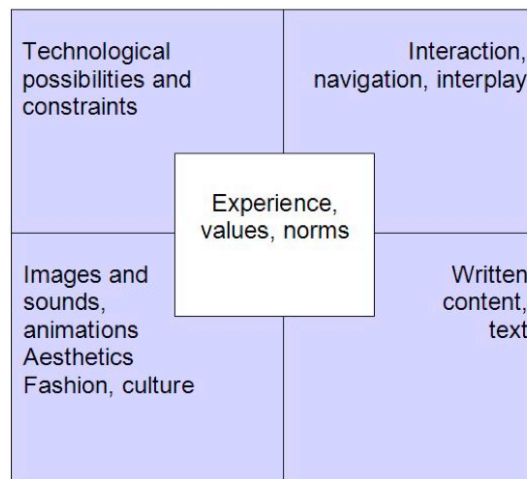 Technological
possibilities and
constraints
Interaction,
navigation, interplay
Experience,
values, norms
Images and
sounds,
animations
Aesthetics
Fashion, culture
Written
content,
text